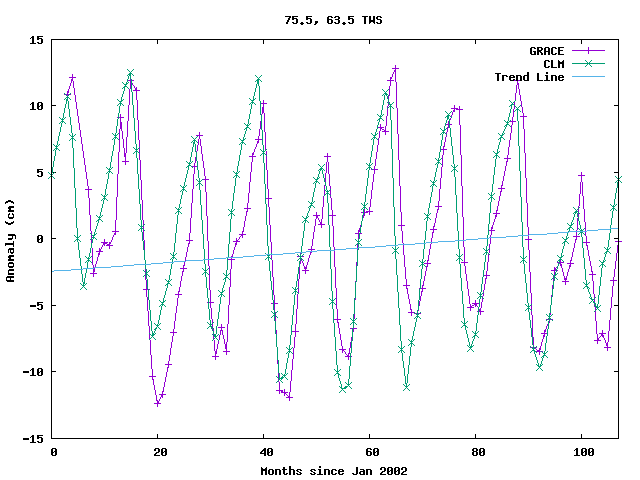 75.5, 63.5 TWS
GRACE
CLM
Trend Line
15
10
5
0
-5
-10
-15
Anomaly (cm)
0 20 40 60 80 100
Months since Jan 2002